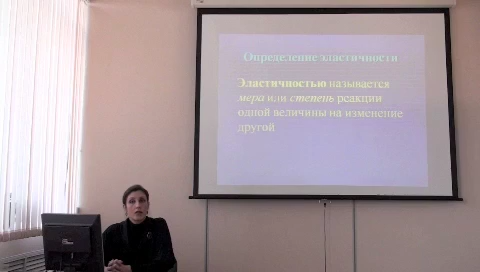 Определение эластичности
Эластичностью называется
мера или степень реакции
одной величины на изменение
другой